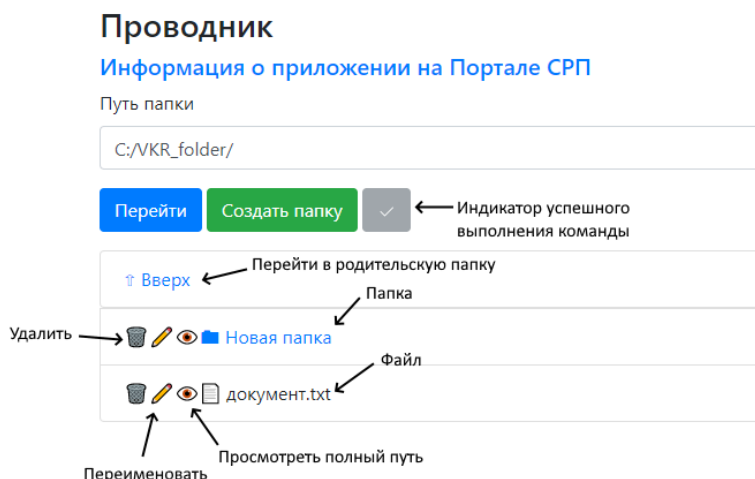 Проводник
Информация о приложении на Портале СРП
Путь папки
C:/VKR_folder/
Перейти
Создать папку
Индикатор успешного
выполнения команды
Вверх
Перейти в родительскую папку
Папка
Удалить
Новая папка
Файл
документ.txt
Просмотреть полный путь
Переименовать